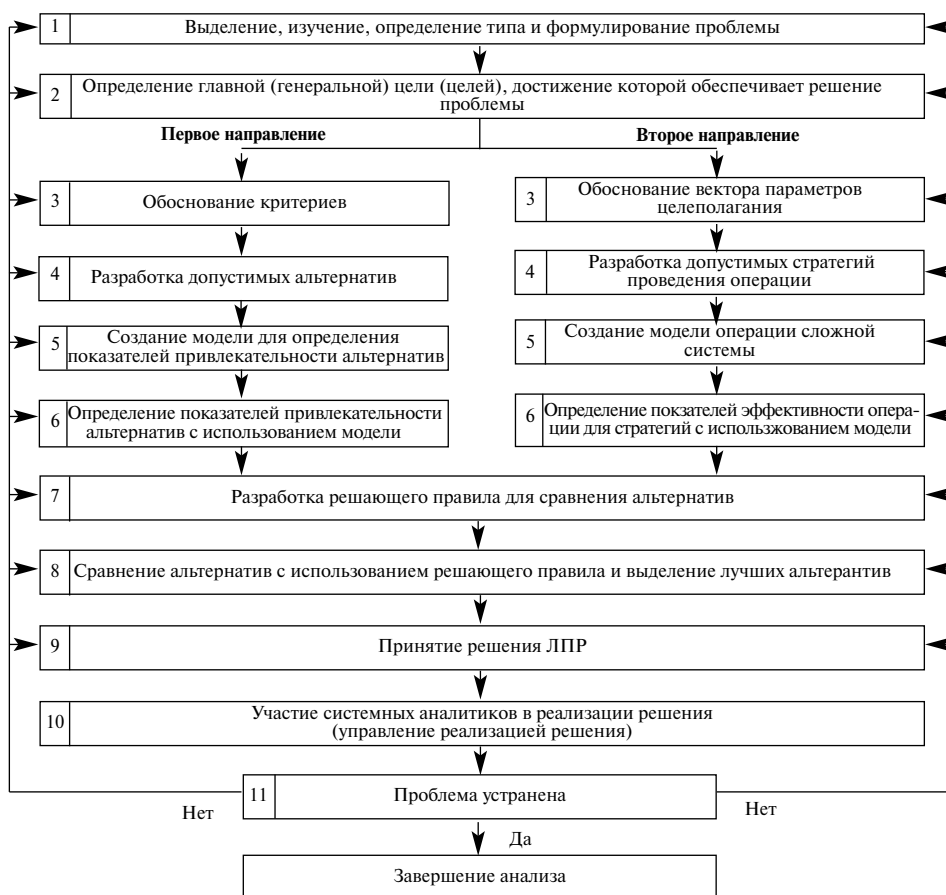 1 Выделение, изучение, определение типа и формулирование проблемы
2 Определение главной (генеральной) цели (целей), достижение которой обеспечивает решение
проблемы
Первое направление
Второе направление
3 Обоснование критериев
3 Обоснование вектора параметров
целеполагания
4 Разработка допустимых альтернатив
4 Разработка допустимых стратегий
проведения операции
5 Создание модели для определения
показателей привлекательности альтернатив
5 Создание модели операции сложной
системы
6 Определение показателей привлекательности
альтернатив с использованием модели
6 Определение покзателей эффективности опера-
ции для стратегий с использжованием модели
7 Разработка решающего правила для сравнения альтернатив
8 Сравнение альтернатив с использованием решающего правила и выделение лучших альтерантив
9 Принятие решения ЛПР
10 Участие системных аналитиков в реализации решения
(управление реализацией решения)
11 Проблема устранена
Нет
Нет
Да
Завершение анализа